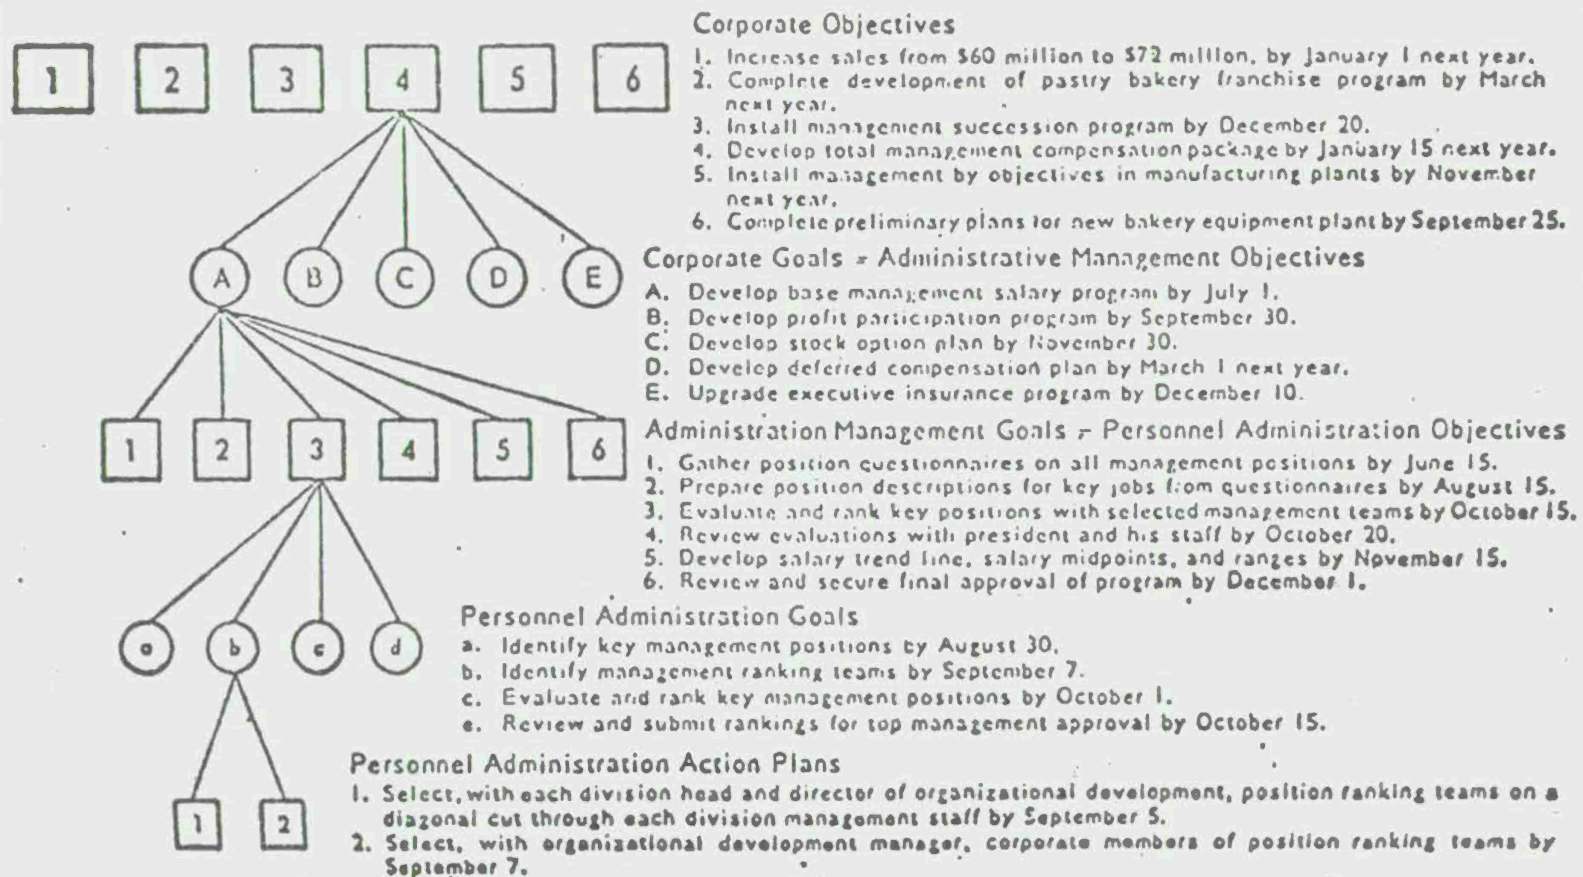 Corporate Objectives
1 2 3 4 5 6
1. Increase sales from $60 million to $72 million, by January 1 next year.
2. Complete development of pastry bakery franchise program by March
next year.
3. Install management succession program by December 20.
4. Develop total management compensation package by January 15 next year.
5. Install management by objectives in manufacturing plants by November
next year.
6. Complete preliminary plans for new bakery equipment plant by September 25.
A B C D E
Corporate Goals = Administrative Management Objectives
A. Develop base management salary program by July 1.
B. Develop profit participation program by September 30.
C. Develop stock option plan by November 30.
D. Develop deferred compensation plan by March 1 next year.
E. Upgrade executive insurance program by December 10.
1 2 3 4 5 6
Administration Management Goals = Personnel Administration Objectives
1. Gather position questionnaires on all management positions by June 15.
2. Prepare position descriptions for key jobs from questionnaires by August 15.
3. Evaluate and rank key positions with selected management teams by October 15.
4. Review evaluations with president and his staff by October 20.
5. Develop salary trend line, salary midpoints, and ranges by November 15.
6. Review and secure final approval of program by December 1.
a b c d
Personnel Administration Goals
a. Identify key management positions by August 30.
b. Identify management ranking teams by September 7.
c. Evaluate and rank key management positions by October 1.
e. Review and submit rankings for top management approval by October 15.
1 2
Personnel Administration Action Plans
1. Select, with each division head and director of organizational development, position ranking teams on a
diagonal cut through each division management staff by September 5.
2. Select, with organizational development manager, corporate members of position ranking teams by
September 7.